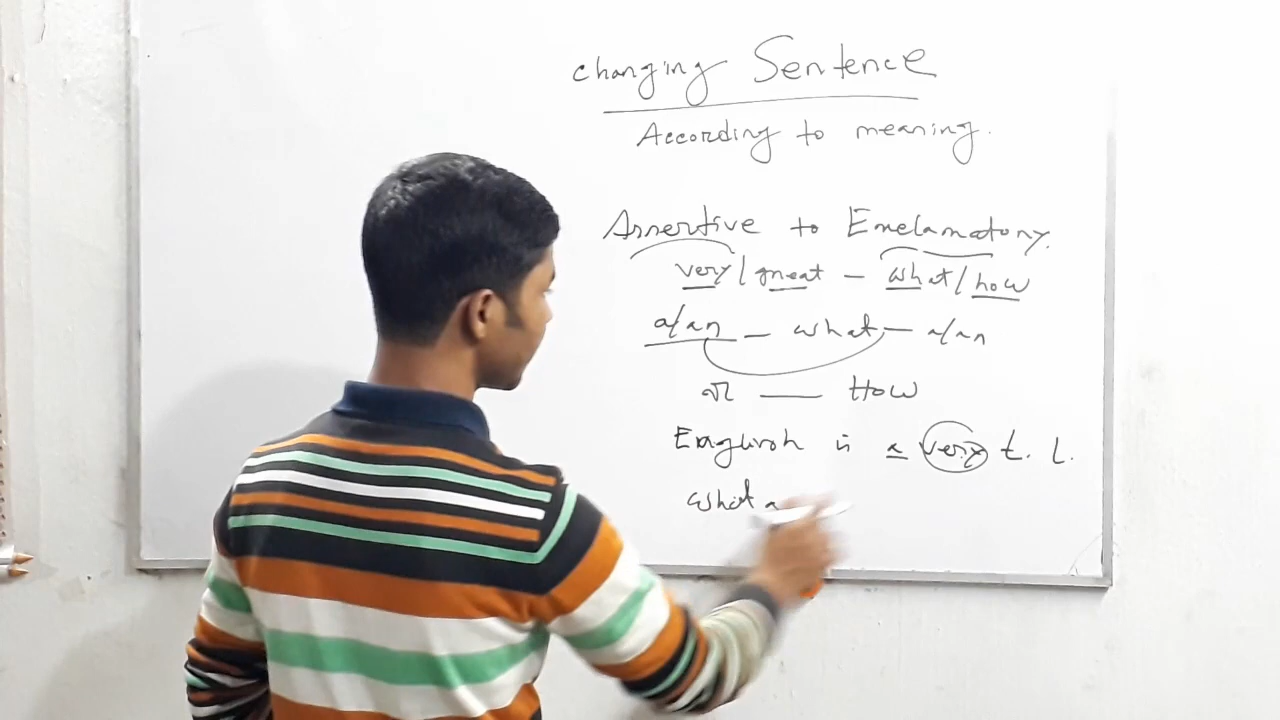 changing Sentence
According to meaning.
Assertive to Exclamatory.
very / great – what / how
a/an – what – a/an
– How
English is a very t. l.
what a